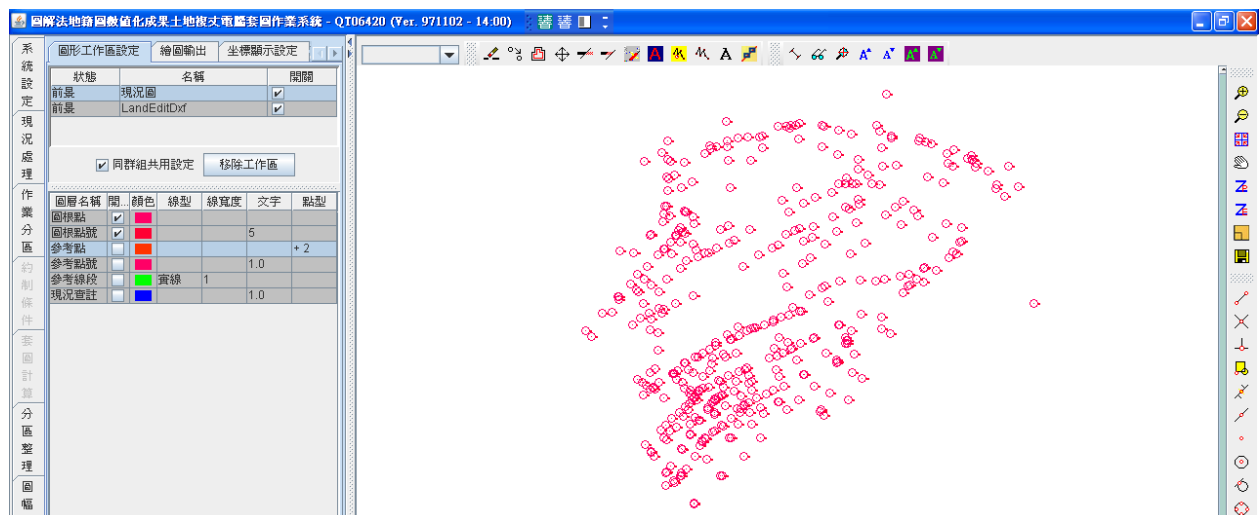 圖解法地籍圖數值化成果土地複丈電腦套圖作業系統 - QT06420 (Ver. 971102 - 14:00)
系統設定
現況處理
作業分區
約制條件
套圖計算
分區整理
圖幅
圖形工作區設定 繪圖輸出 坐標顯示設定
狀態 名稱 開關
前景 現況圖
前景 LandEditDxf
同群組共用設定 移除工作區
圖層名稱 開... 顏色 線型 線寬度 文字 點型
圖根點
圖根點號 5
參考點 + 2
參考點號 1.0
參考線段 實線 1
現況查註 1.0